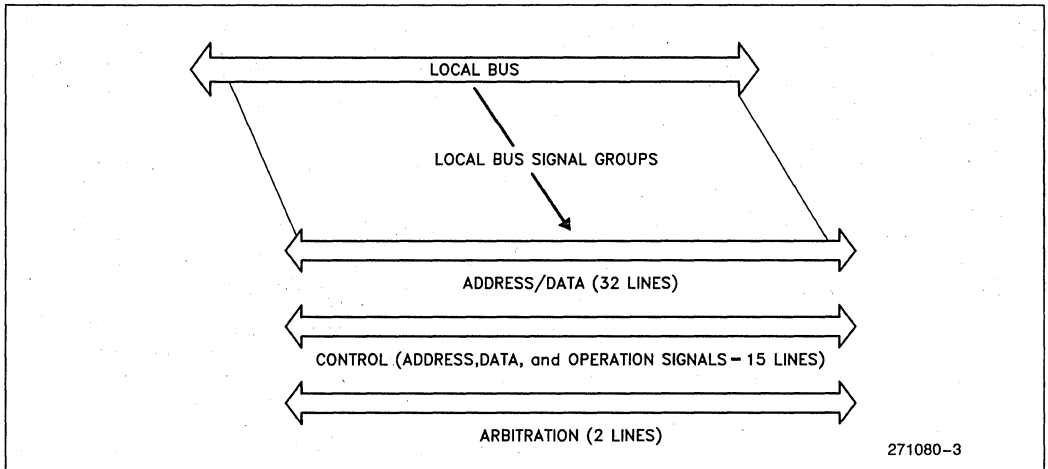 LOCAL BUS
LOCAL BUS SIGNAL GROUPS
ADDRESS/DATA (32 LINES)
CONTROL (ADDRESS,DATA, and OPERATION SIGNALS - 15 LINES)
ARBITRATION (2 LINES)
271080-3